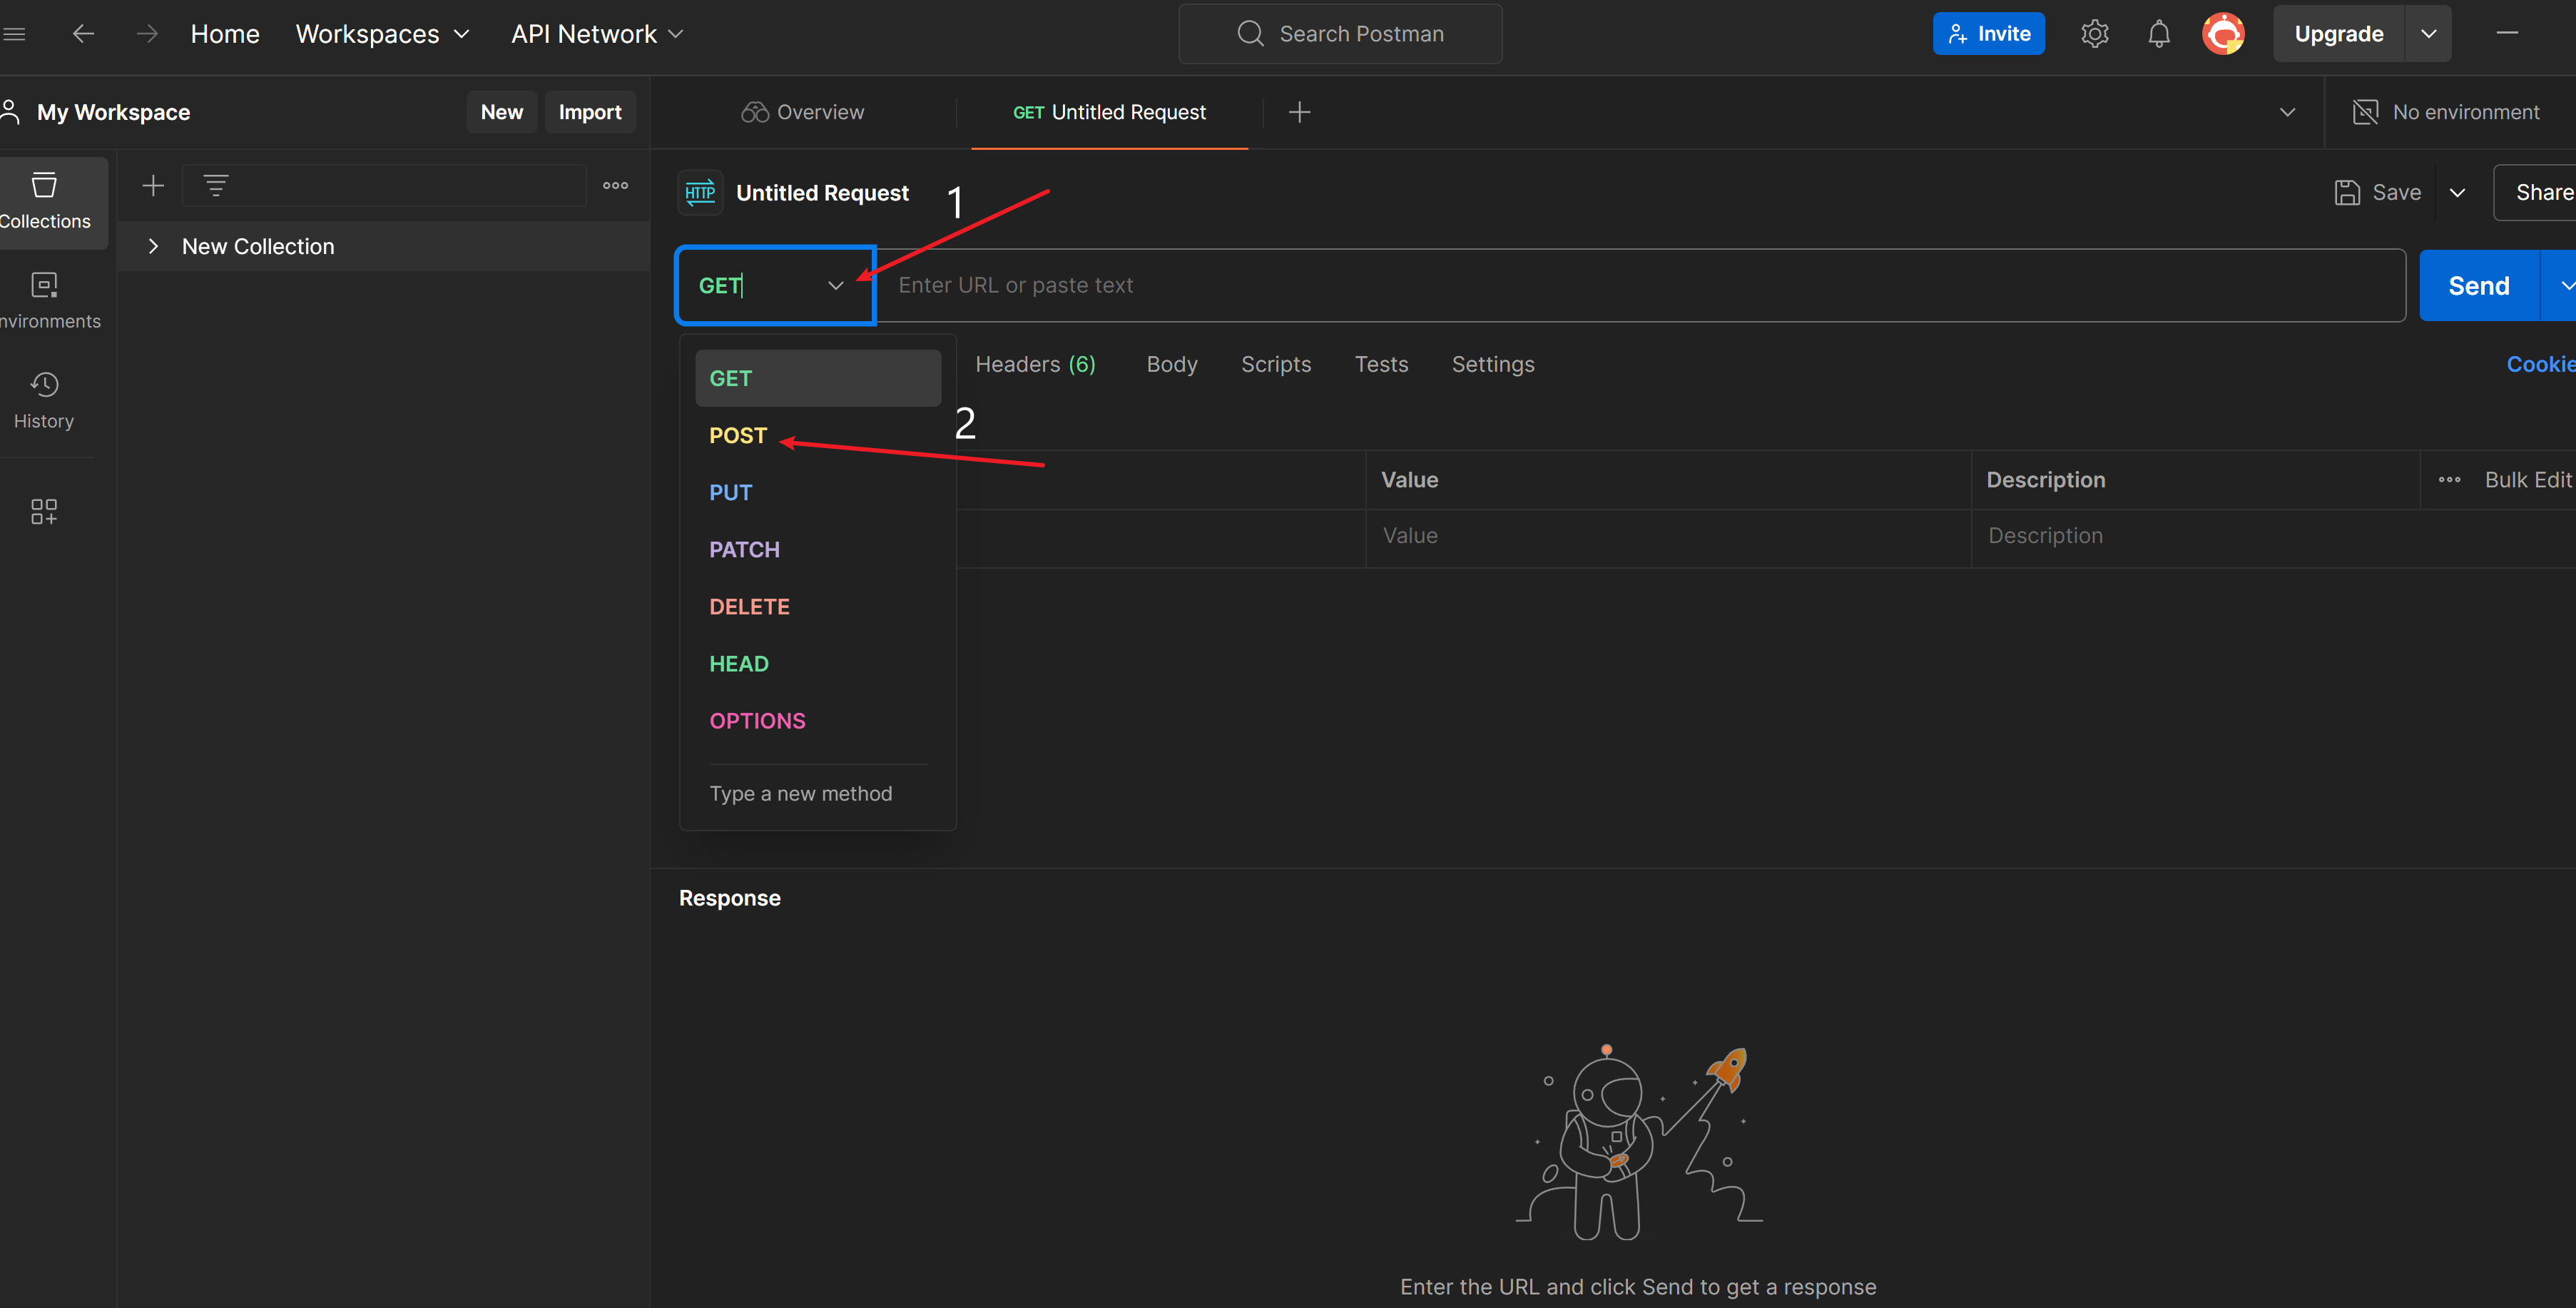 Home Workspaces API Network Search Postman Invite Upgrade
My Workspace New Import Overview GET Untitled Request No environment
HTTP Untitled Request 1 Save Share
Collections
New Collection
GET Enter URL or paste text Send
nvironments
Headers (6) Body Scripts Tests Settings Cookie
GET
History
2
POST
Value Description Bulk Edit
PUT
Value Description
PATCH
DELETE
HEAD
OPTIONS
Type a new method
Response
Enter the URL and click Send to get a response